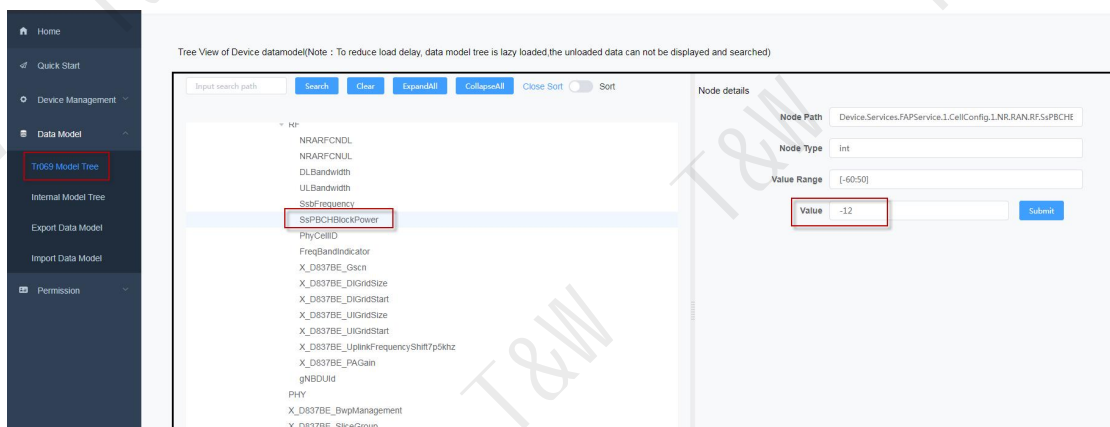 Home
Quick Start
Device Management
Data Model
Tr069 Model Tree
Internal Model Tree
Export Data Model
Import Data Model
Permission
Tree View of Device datamodel(Note：To reduce load delay, data model tree is lazy loaded,the unloaded data can not be displayed and searched)
Input search path Search Clear ExpandAll CollapseAll Close Sort Sort
RF
NRARFCNDL
NRARFCNUL
DLBandwidth
ULBandwidth
SsbFrequency
SsPBCHBlockPower
PhyCellID
FreqBandIndicator
X_D837BE_Gscn
X_D837BE_DlGridSize
X_D837BE_DlGridStart
X_D837BE_UlGridSize
X_D837BE_UlGridStart
X_D837BE_UplinkFrequencyShift7p5khz
X_D837BE_PAGain
gNBDUId
PHY
X_D837BE_BwpManagement
X_D837BE_SliceGroup
Node details
Node Path Device.Services.FAPService.1.CellConfig.1.NR.RAN.RF.SsPBCHE
Node Type int
Value Range [-60:50]
Value -12 Submit
T&W
T&W